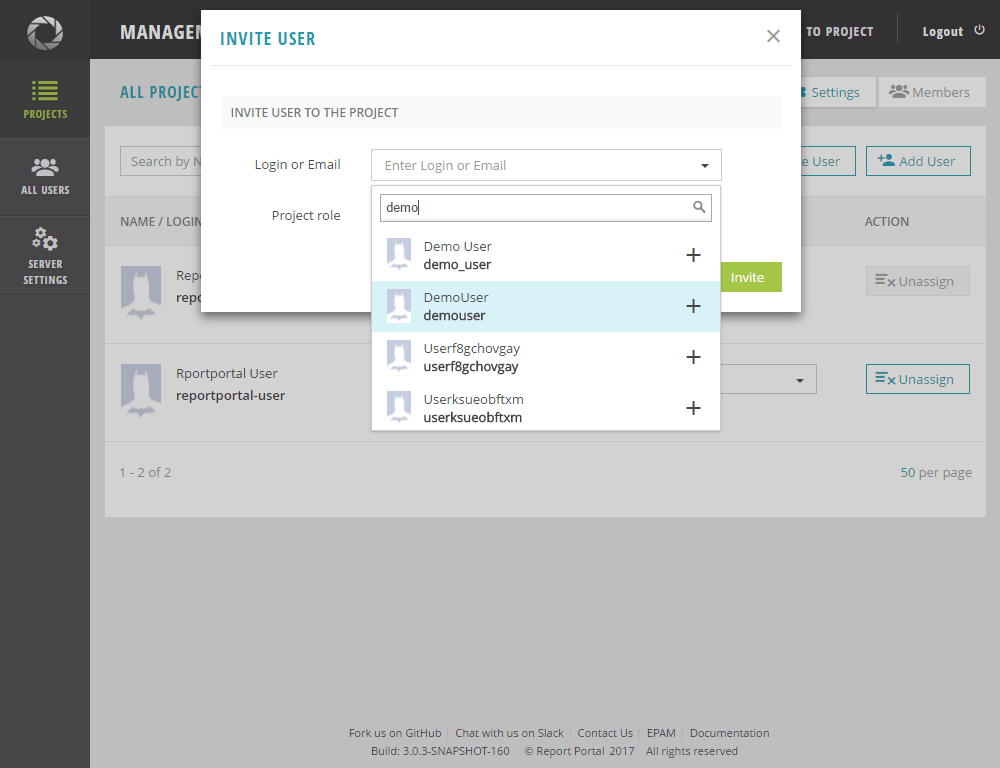 MANAGEM
TO PROJECT
Logout
PROJECTS
ALL USERS
SERVER
SETTINGS
ALL PROJECT
Settings
Members
INVITE USER
INVITE USER TO THE PROJECT
Login or Email
Enter Login or Email
Project role
demo
Demo User
demo_user
DemoUser
demouser
Userf8gchovgay
userf8gchovgay
Userksueobftxm
userksueobftxm
Invite
Search by N
e User
Add User
NAME / LOGIN
ACTION
Repo
repo
Unassign
Rportportal User
reportportal-user
Unassign
1 - 2 of 2
50 per page
Fork us on GitHub
Chat with us on Slack
Contact Us
EPAM
Documentation
Build: 3.0.3-SNAPSHOT-160
© Report Portal 2017
All rights reserved